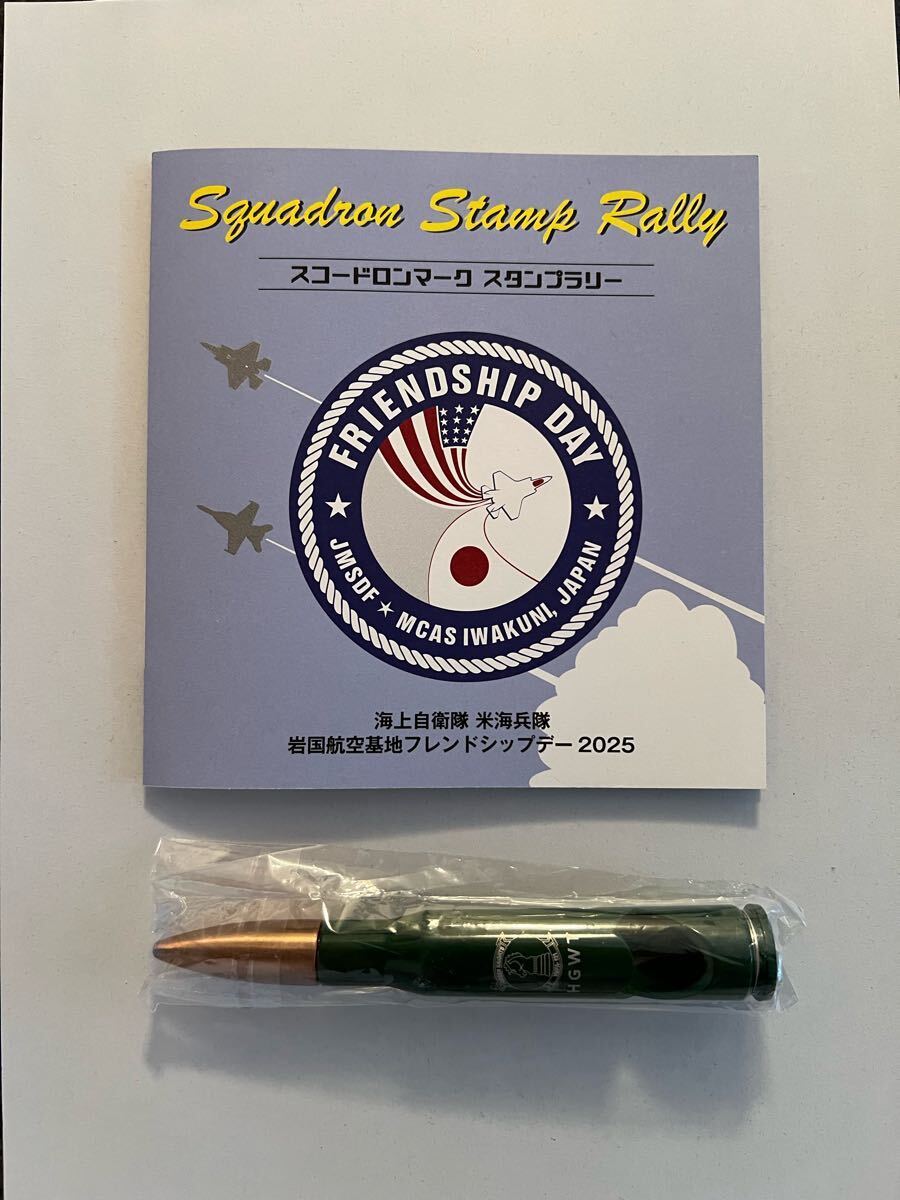 Squadron Stamp Rally
スコードロンマーク スタンプラリー
FRIENDSHIP DAY
JMSDF ★ MCAS IWAKUNI, JAPAN
海上自衛隊 米海兵隊
岩国航空基地フレンドシップデー 2025
HGWT